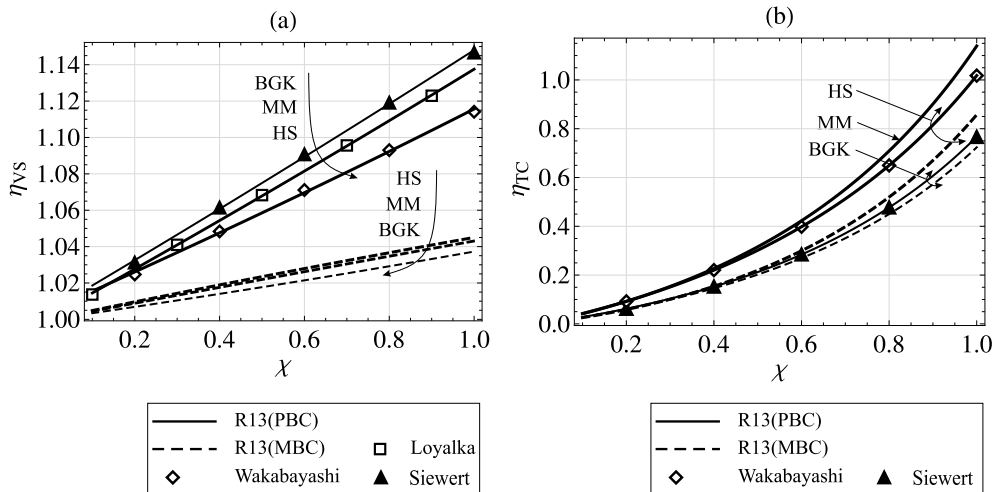 (a)
η_VS
1.14
1.12
1.10
1.08
1.06
1.04
1.02
1.00
BGK
MM
HS
HS
MM
BGK
0.2 0.4 0.6 0.8 1.0
χ
R13(PBC)
R13(MBC) Loyalka
Wakabayashi Siewert
(b)
η_TC
1.0
0.8
0.6
0.4
0.2
0.0
HS
MM
BGK
0.2 0.4 0.6 0.8 1.0
χ
R13(PBC)
R13(MBC)
Wakabayashi Siewert